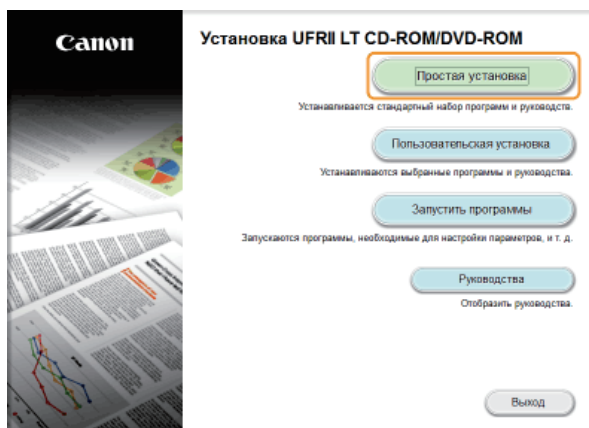 Canon
Установка UFRII LT CD-ROM/DVD-ROM
Простая установка
Устанавливается стандартный набор программ и руководств.
Пользовательская установка
Устанавливаются выбранные программы и руководства.
Запустить программы
Запускаются программы, необходимые для настройки параметров, и т. д.
Руководства
Отобразить руководства.
Выход